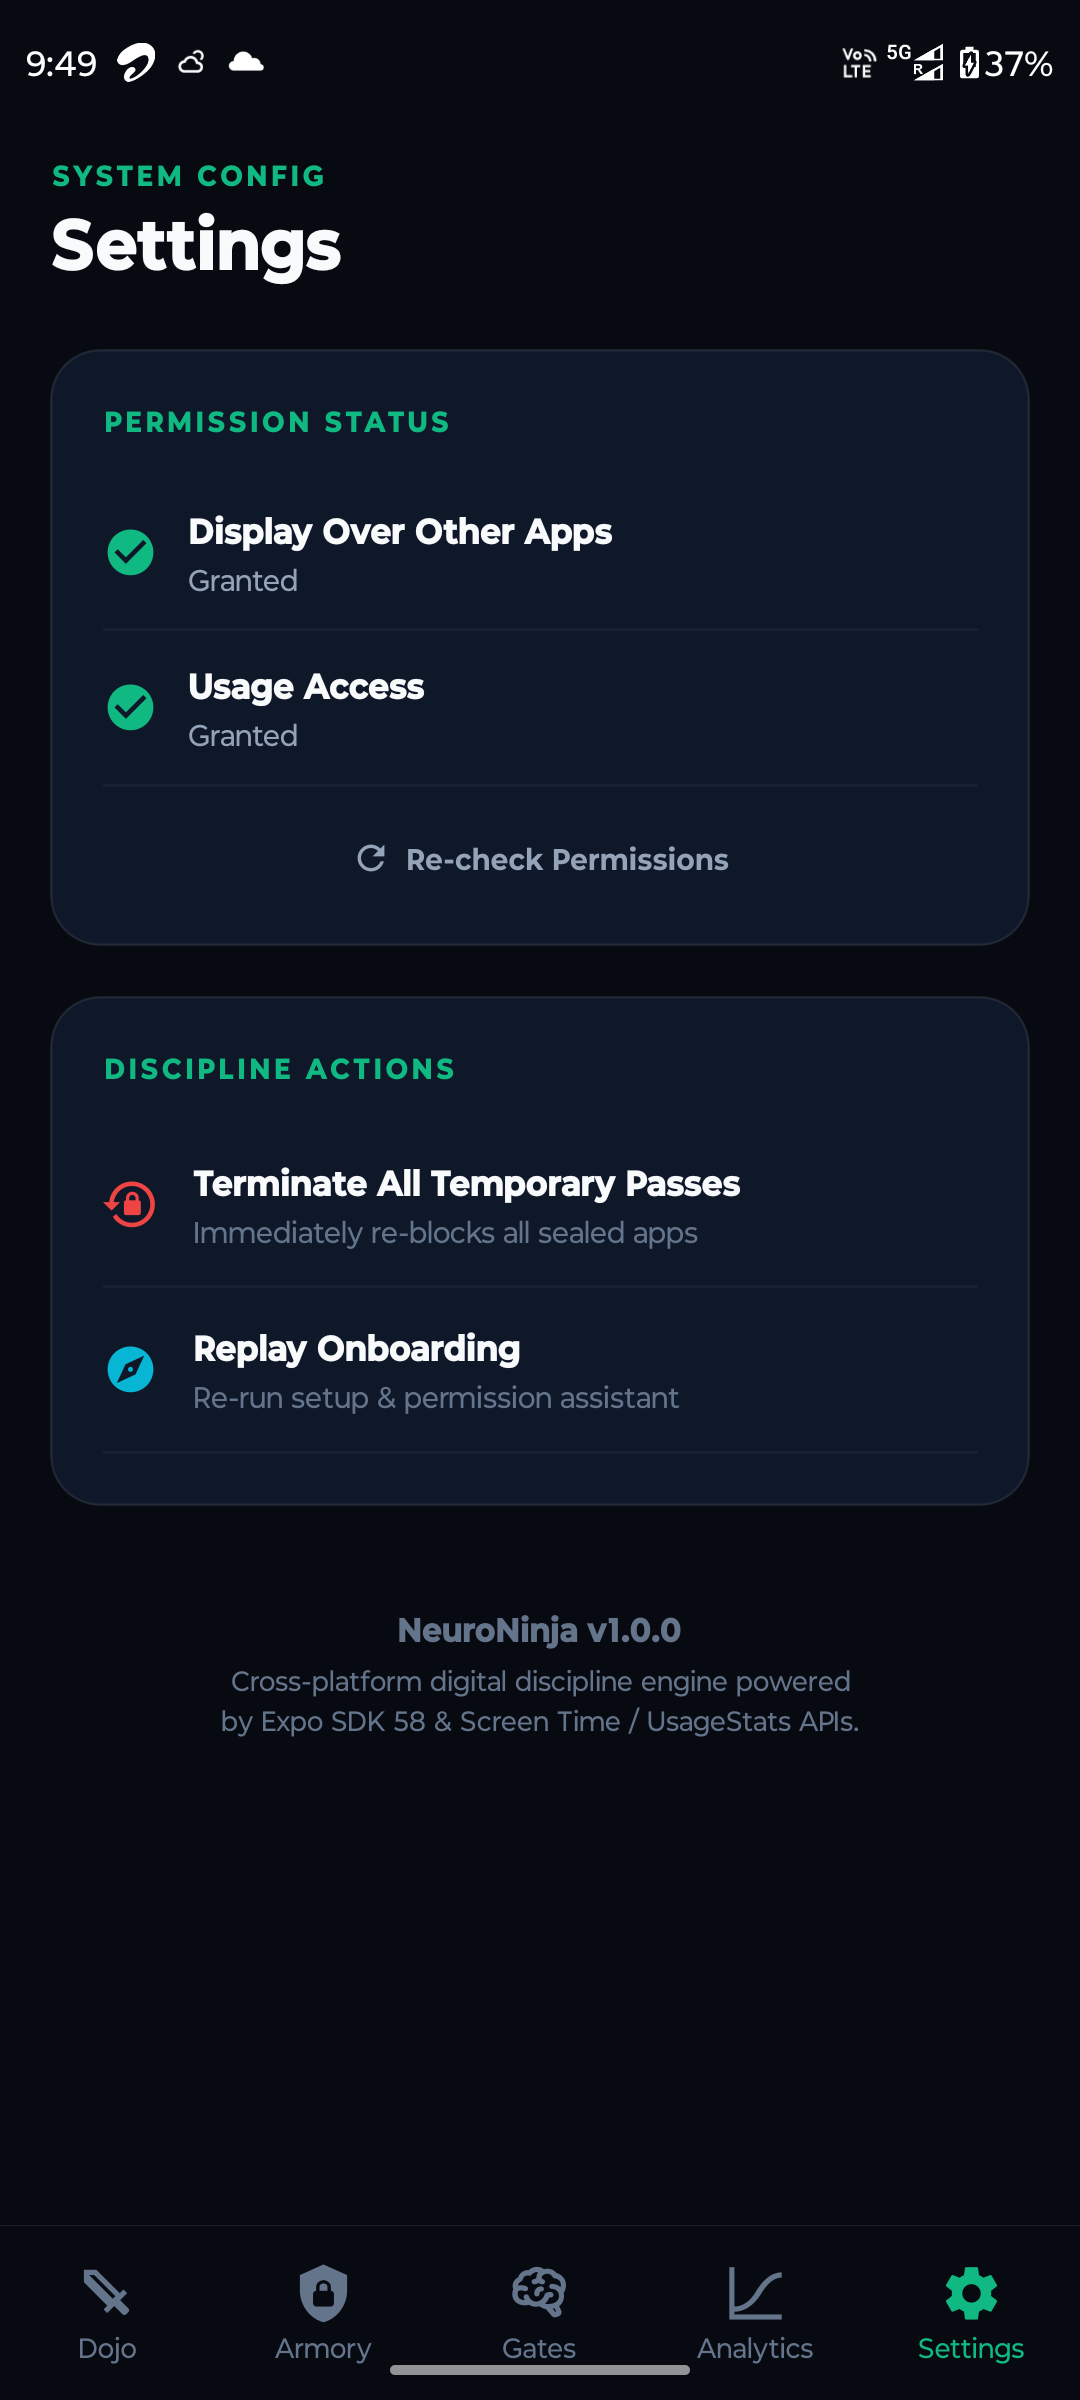 9:49
Vo LTE 5G R 37%
SYSTEM CONFIG
Settings
PERMISSION STATUS
Display Over Other Apps
Granted
Usage Access
Granted
Re-check Permissions
DISCIPLINE ACTIONS
Terminate All Temporary Passes
Immediately re-blocks all sealed apps
Replay Onboarding
Re-run setup & permission assistant
NeuroNinja v1.0.0
Cross-platform digital discipline engine powered
by Expo SDK 58 & Screen Time / UsageStats APIs.
Dojo
Armory
Gates
Analytics
Settings